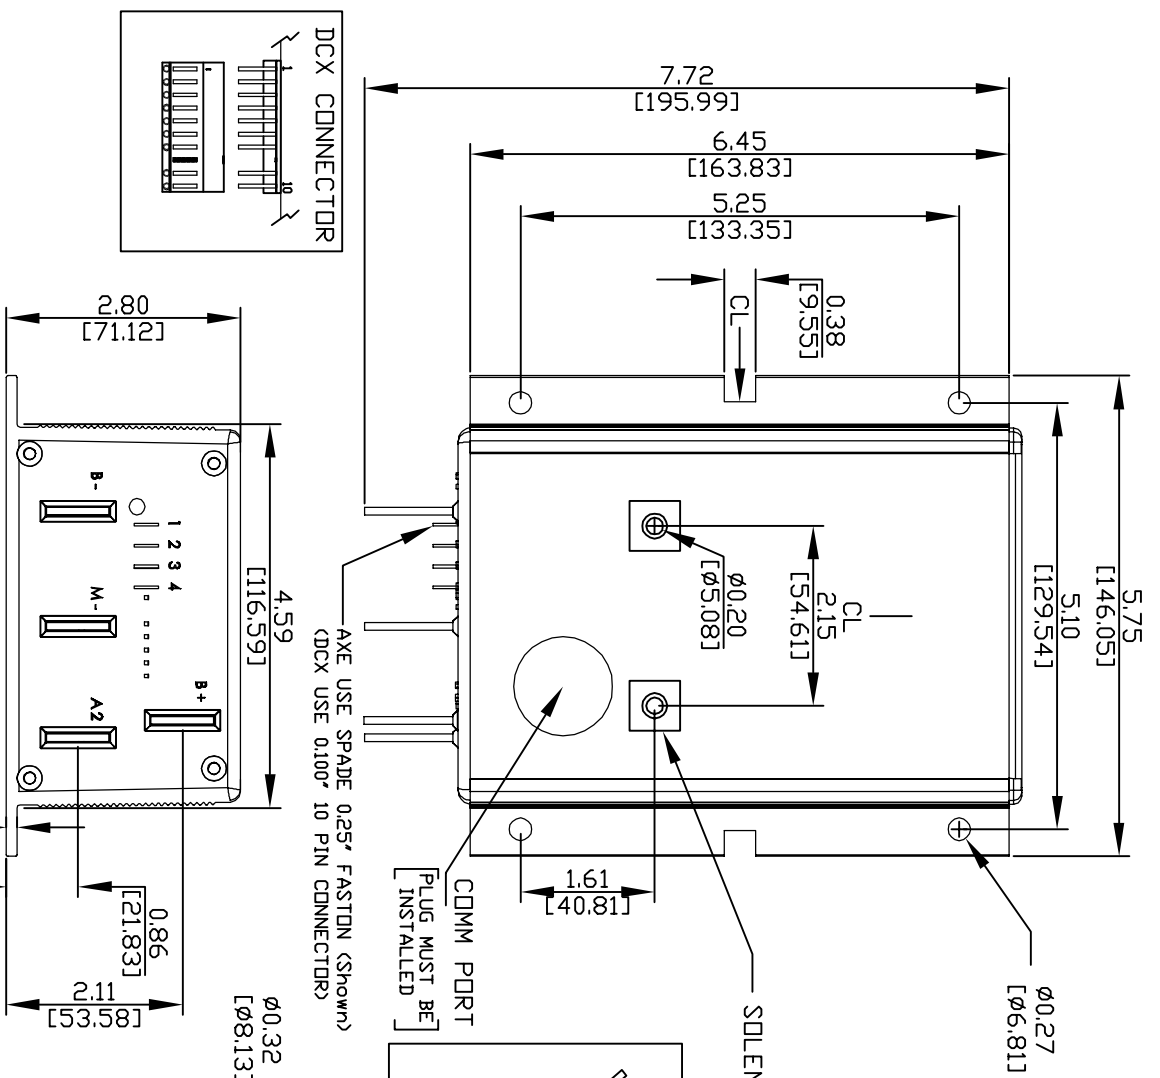 DCX CONNECTOR
1
10
7.72
[195.99]
6.45
[163.83]
5.25
[133.35]
0.38
[9.55]
CL
2.80
[71.12]
5.75
[146.05]
5.10
[129.54]
CL
2.15
[54.61]
Ø0.20
[Ø5.08]
4.59
[116.59]
B-
1
2
3
4
M-
B+
A2
AXE USE SPADE 0.25" FASTON (Shown)
(DCX USE 0.100" 10 PIN CONNECTOR)
COMM PORT
[PLUG MUST BE
INSTALLED]
1.61
[40.81]
Ø0.27
[Ø6.81]
0.86
[21.83]
2.11
[53.58]
Ø0.32
[Ø8.13]